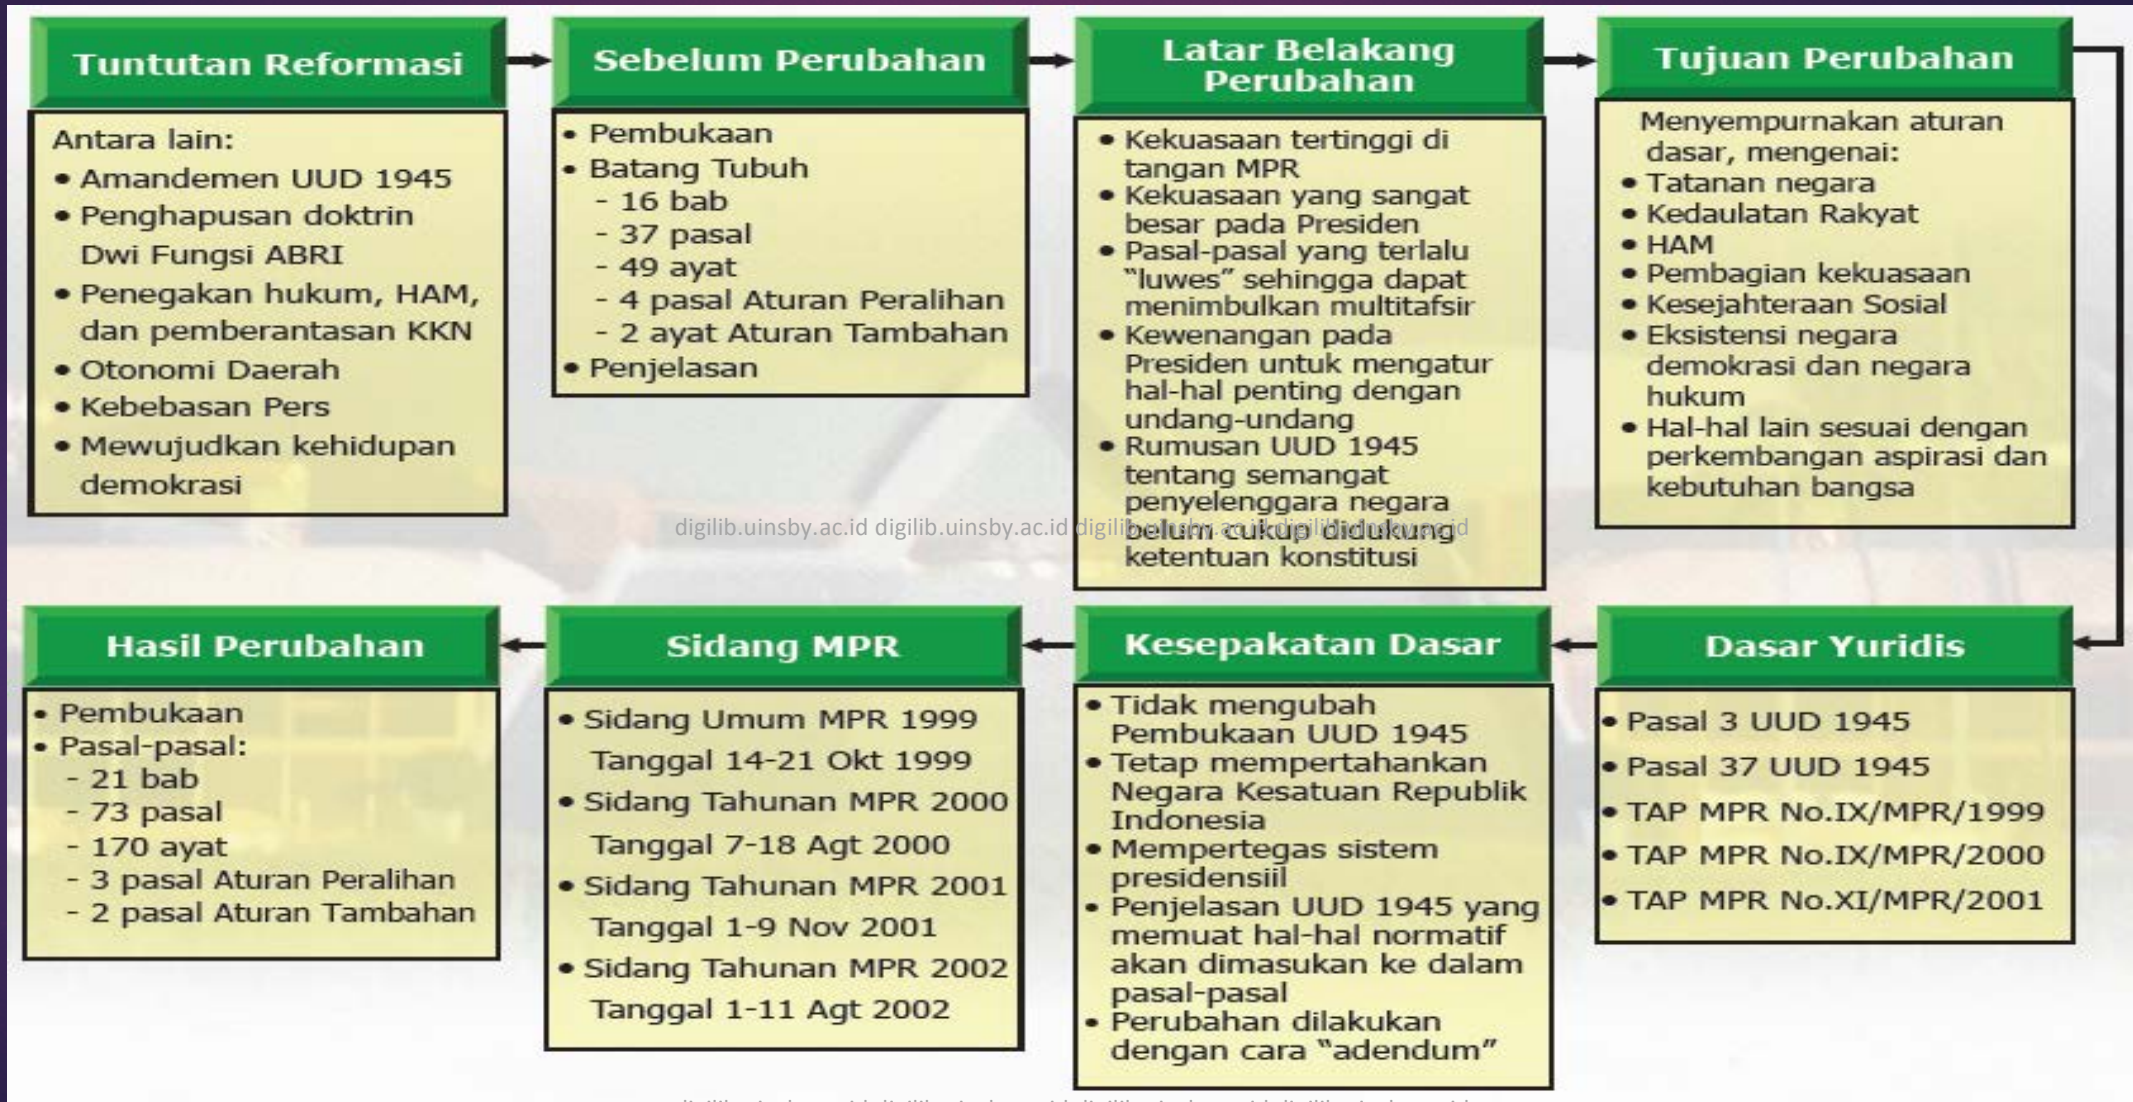 Tuntutan Reformasi
Antara lain:
• Amandemen UUD 1945
• Penghapusan doktrin
Dwi Fungsi ABRI
• Penegakan hukum, HAM,
dan pemberantasan KKN
• Otonomi Daerah
• Kebebasan Pers
• Mewujudkan kehidupan
demokrasi
Sebelum Perubahan
• Pembukaan
• Batang Tubuh
- 16 bab
- 37 pasal
- 49 ayat
- 4 pasal Aturan Peralihan
- 2 ayat Aturan Tambahan
• Penjelasan
Latar Belakang
Perubahan
• Kekuasaan tertinggi di
tangan MPR
• Kekuasaan yang sangat
besar pada Presiden
• Pasal-pasal yang terlalu
“luwes” sehingga dapat
menimbulkan multitafsir
• Kewenangan pada
Presiden untuk mengatur
hal-hal penting dengan
undang-undang
• Rumusan UUD 1945
tentang semangat
penyelenggara negara
belum cukup didukung
ketentuan konstitusi
Tujuan Perubahan
Menyempurnakan aturan
dasar, mengenai:
• Tatanan negara
• Kedaulatan Rakyat
• HAM
• Pembagian kekuasaan
• Kesejahteraan Sosial
• Eksistensi negara
demokrasi dan negara
hukum
• Hal-hal lain sesuai dengan
perkembangan aspirasi dan
kebutuhan bangsa
digilib.uinsby.ac.id digilib.uinsby.ac.id digilib.uinsby.ac.id digilib.uinsby.ac.id
Dasar Yuridis
• Pasal 3 UUD 1945
• Pasal 37 UUD 1945
• TAP MPR No.IX/MPR/1999
• TAP MPR No.IX/MPR/2000
• TAP MPR No.XI/MPR/2001
Kesepakatan Dasar
• Tidak mengubah
Pembukaan UUD 1945
• Tetap mempertahankan
Negara Kesatuan Republik
Indonesia
• Mempertegas sistem
presidensiil
• Penjelasan UUD 1945 yang
memuat hal-hal normatif
akan dimasukan ke dalam
pasal-pasal
• Perubahan dilakukan
dengan cara “adendum”
Sidang MPR
• Sidang Umum MPR 1999
Tanggal 14-21 Okt 1999
• Sidang Tahunan MPR 2000
Tanggal 7-18 Agt 2000
• Sidang Tahunan MPR 2001
Tanggal 1-9 Nov 2001
• Sidang Tahunan MPR 2002
Tanggal 1-11 Agt 2002
Hasil Perubahan
• Pembukaan
• Pasal-pasal:
- 21 bab
- 73 pasal
- 170 ayat
- 3 pasal Aturan Peralihan
- 2 pasal Aturan Tambahan